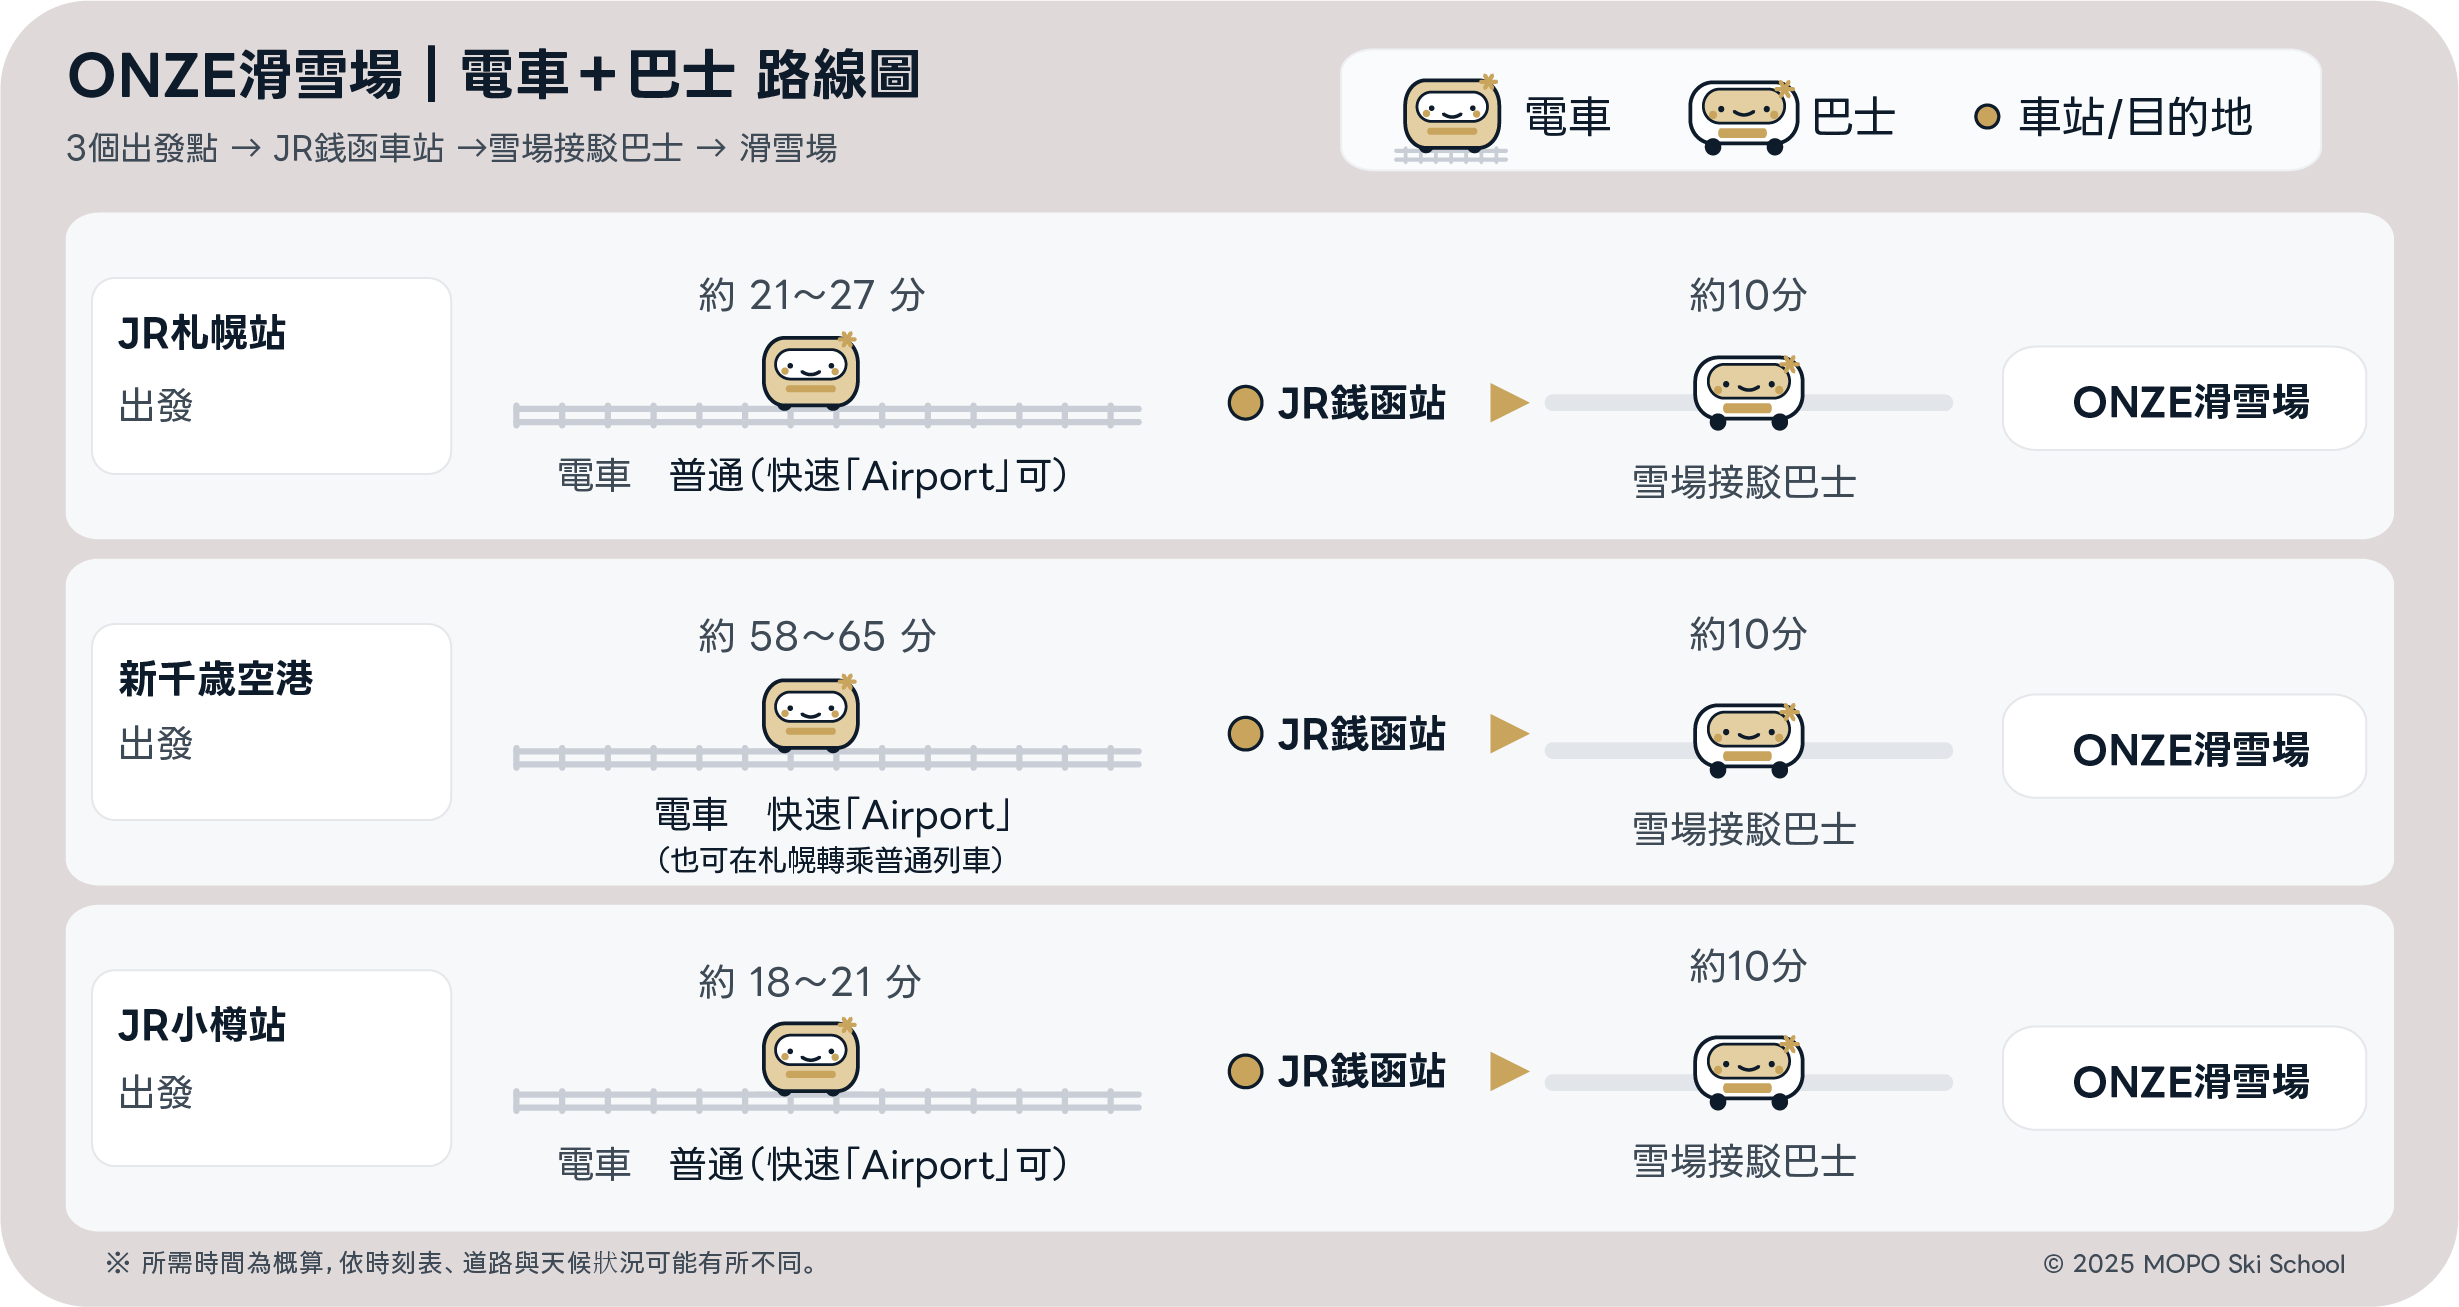 ONZE滑雪場｜電車＋巴士 路線圖
3個出發點 → JR銭函車站 →雪場接駁巴士 → 滑雪場
電車 巴士 車站/目的地
JR札幌站
出發
約 21～27 分
電車 普通（快速「Airport」可）
JR銭函站
約10分
雪場接駁巴士
ONZE滑雪場
新千歲空港
出發
約 58～65 分
電車 快速「Airport」
（也可在札幌轉乘普通列車）
JR銭函站
約10分
雪場接駁巴士
ONZE滑雪場
JR小樽站
出發
約 18～21 分
電車 普通（快速「Airport」可）
JR銭函站
約10分
雪場接駁巴士
ONZE滑雪場
※ 所需時間為概算，依時刻表、道路與天候狀況可能有所不同。
© 2025 MOPO Ski School